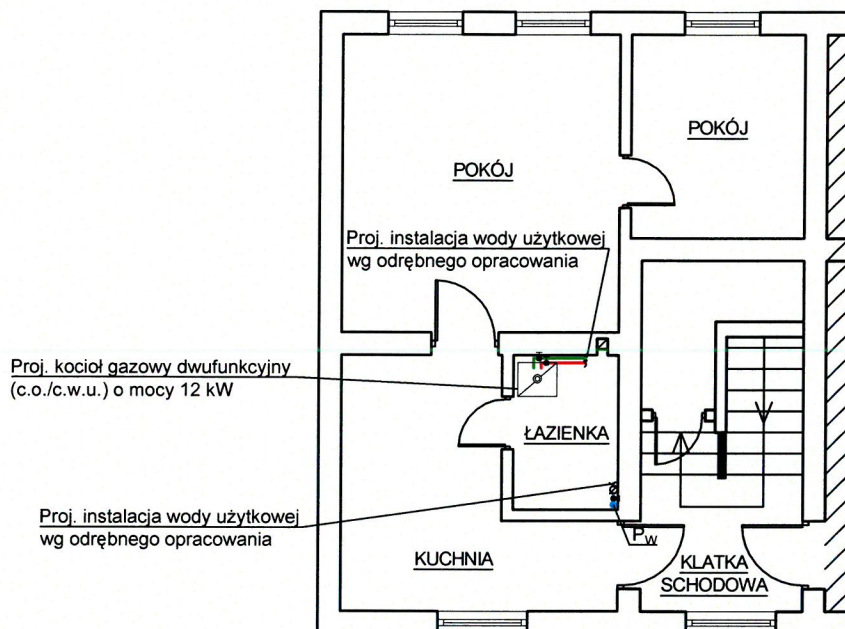 POKÓJ
POKÓJ
Proj. instalacja wody użytkowej
wg odrębnego opracowania
Proj. kocioł gazowy dwufunkcyjny
(c.o./c.w.u.) o mocy 12 kW
ŁAZIENKA
Proj. instalacja wody użytkowej
wg odrębnego opracowania
PW
KUCHNIA
KLATKA
SCHODOWA